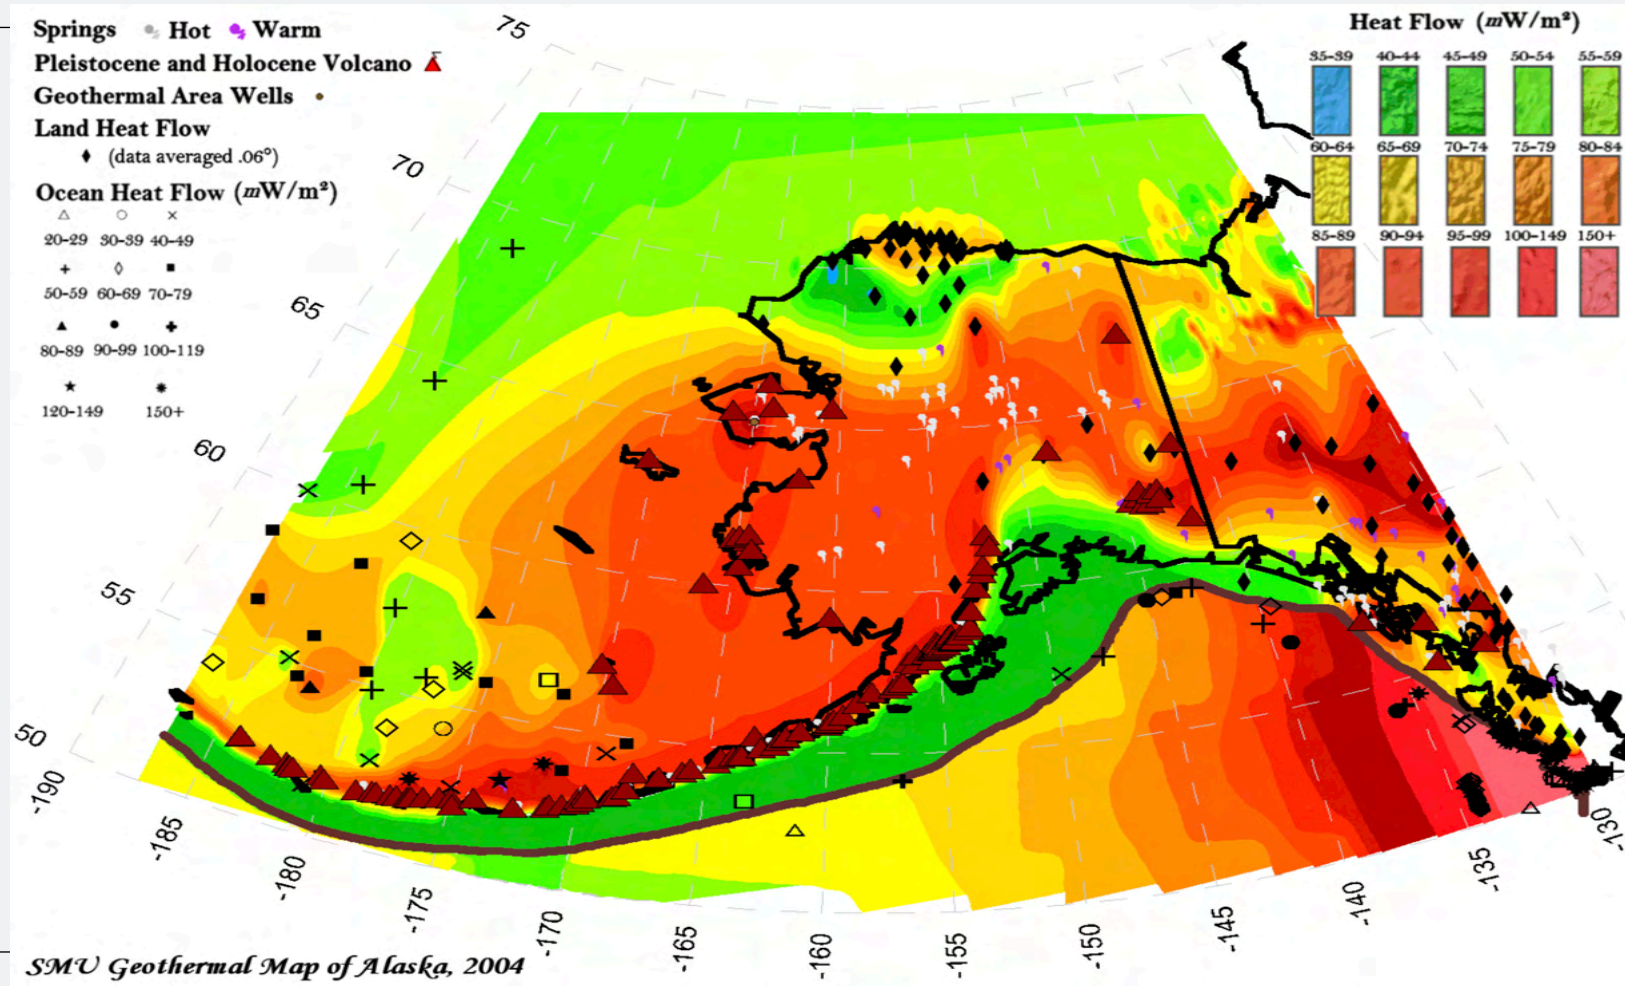 Springs Hot Warm
Pleistocene and Holocene Volcano
Geothermal Area Wells
Land Heat Flow
(data averaged .06°)
Ocean Heat Flow (mW/m²)
20-29 30-39 40-49
50-59 60-69 70-79
80-89 90-99 100-119
120-149 150+
Heat Flow (mW/m²)
35-39 40-44 45-49 50-54 55-59
60-64 65-69 70-74 75-79 80-84
85-89 90-94 95-99 100-149 150+
75
70
65
60
55
50
-190
-185
-180
-175
-170
-165
-160
-155
-150
-145
-140
-135
-130
SMU Geothermal Map of Alaska, 2004